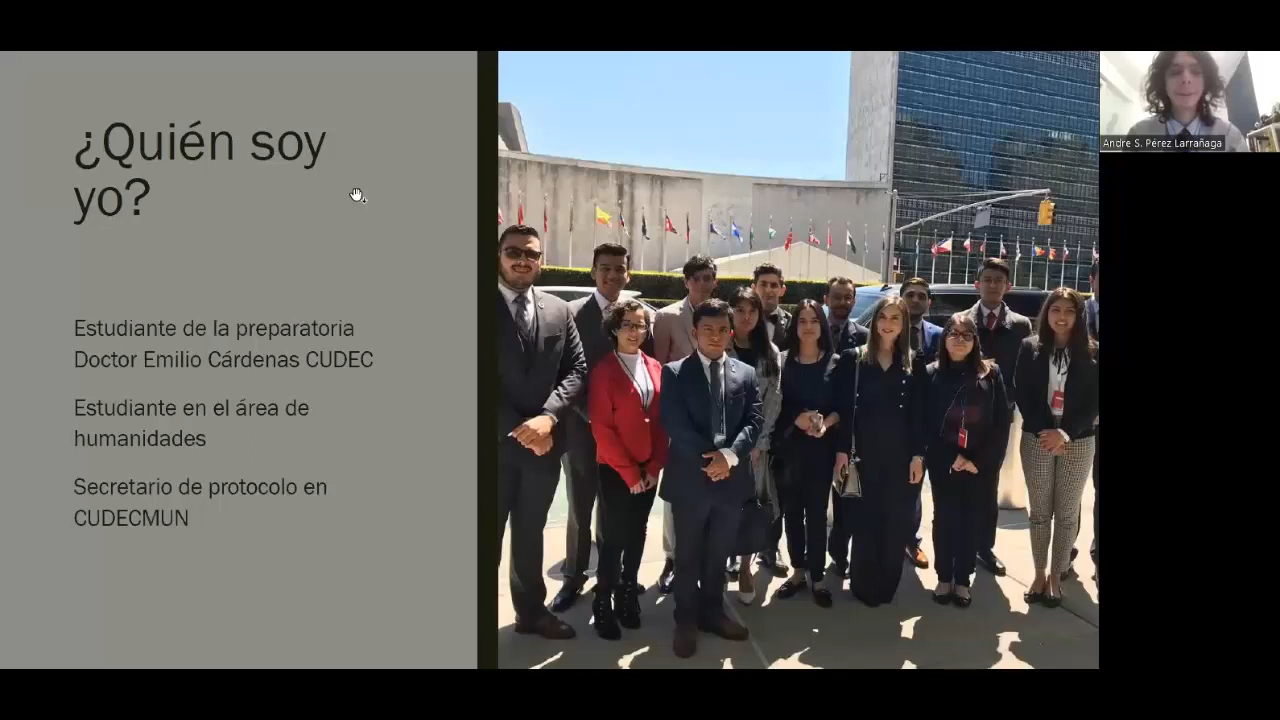 ¿Quién soy
yo?
Estudiante de la preparatoria
Doctor Emilio Cárdenas CUDEC
Estudiante en el área de
humanidades
Secretario de protocolo en
CUDECMUN
Andre S. Pérez Larrañaga